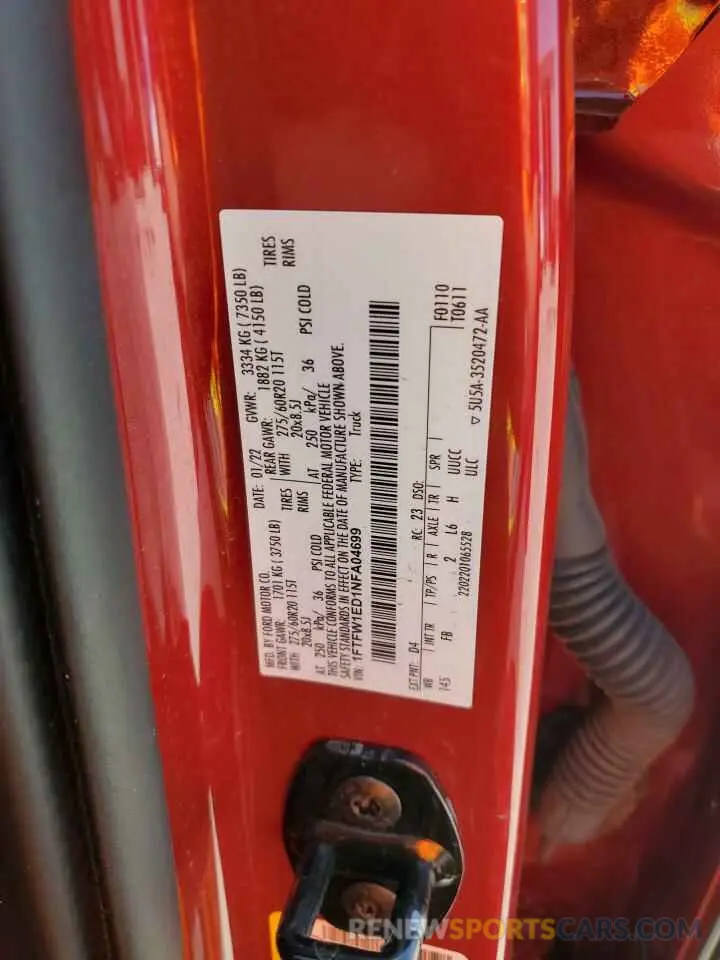 MFD. BY FORD MOTOR CO.
DATE: 01/22 GVWR: 3334 KG ( 7350 LB)
FRONT GAWR: 1701 KG ( 3750 LB) REAR GAWR: 1882 KG ( 4150 LB)
WITH 275/60R20 115T TIRES WITH 275/60R20 115T TIRES
20x8.5J RIMS 20x8.5J RIMS
AT 250 kPa/ 36 PSI COLD AT 250 kPa/ 36 PSI COLD
THIS VEHICLE CONFORMS TO ALL APPLICABLE FEDERAL MOTOR VEHICLE
SAFETY STANDARDS IN EFFECT ON THE DATE OF MANUFACTURE SHOWN ABOVE.
VIN: 1FTFW1ED1NFA04699 TYPE: Truck
EXT PNT: D4 RC: 23 DSO: F0110
WB INT TR TP/PS R AXLE TR SPR T0611
145 FB 2 L6 H UUCC
ULC ▽ 5U5A-3520472-AA
2202201065528
RENEWSPORTSCARS.COM